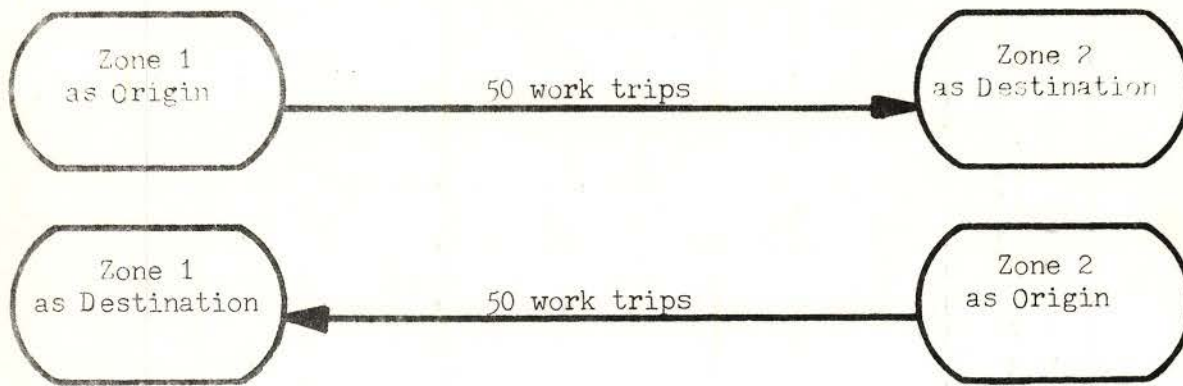 Zone 1
as Origin
50 work trips
Zone 2
as Destination
Zone 1
as Destination
50 work trips
Zone 2
as Origin